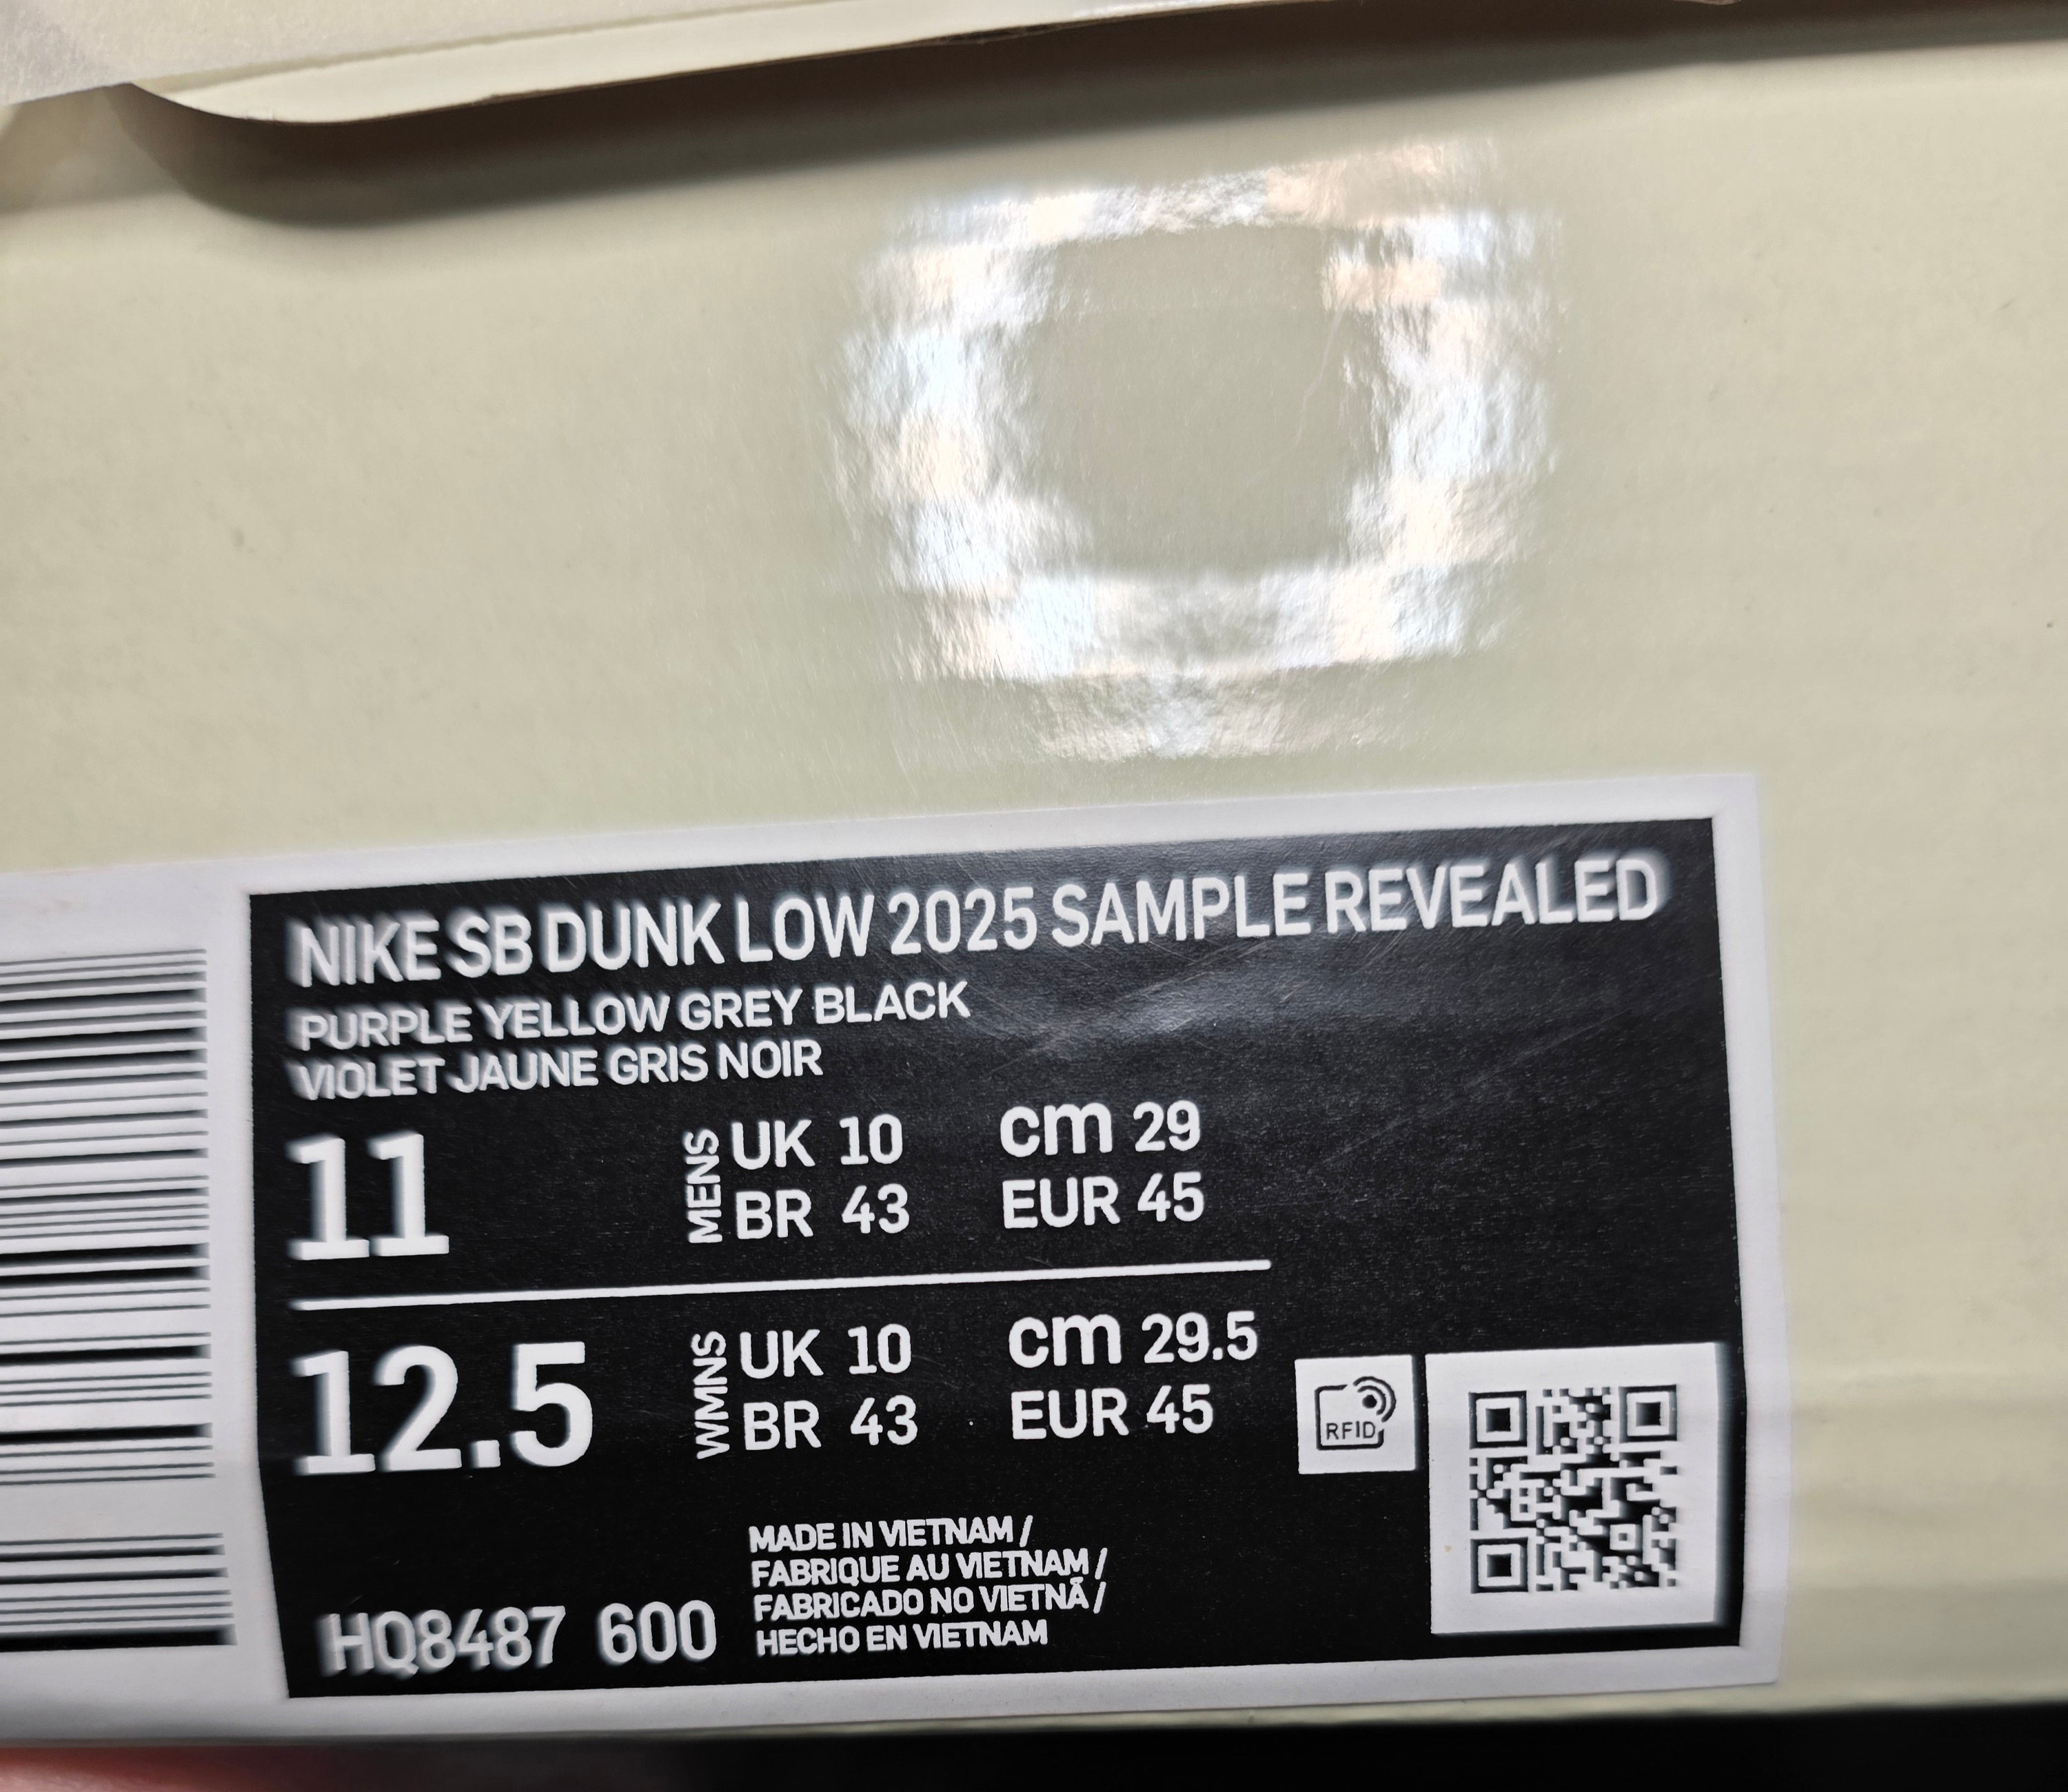 NIKE SB DUNK LOW 2025 SAMPLE REVEALED
PURPLE YELLOW GREY BLACK
VIOLET JAUNE GRIS NOIR
11 MENS UK 10 cm 29
BR 43 EUR 45
12.5 WMNS UK 10 cm 29.5
BR 43 EUR 45
RFID
MADE IN VIETNAM /
FABRIQUE AU VIETNAM /
FABRICADO NO VIETNÃ /
HECHO EN VIETNAM
HQ8487 600